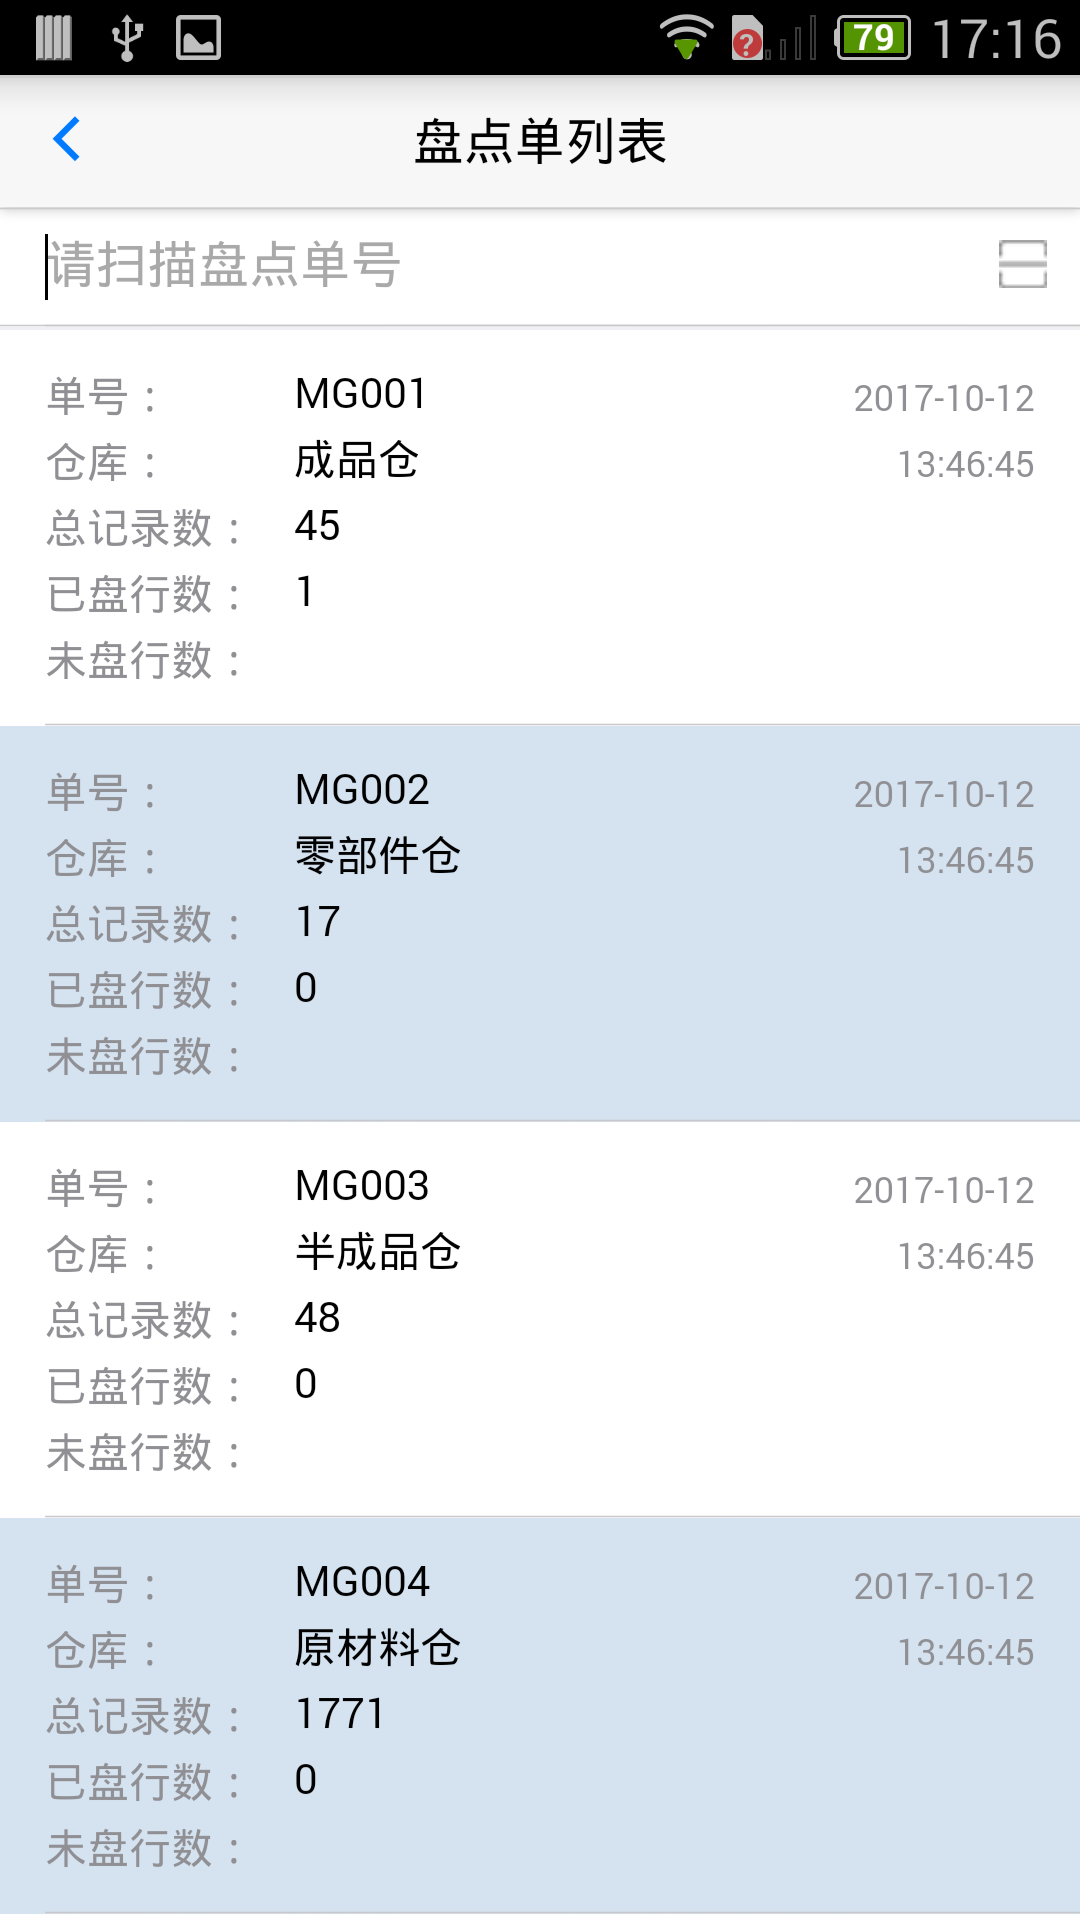 79 17:16
盘点单列表
请扫描盘点单号
单号： MG001 2017-10-12
仓库： 成品仓 13:46:45
总记录数： 45
已盘行数： 1
未盘行数：
单号： MG002 2017-10-12
仓库： 零部件仓 13:46:45
总记录数： 17
已盘行数： 0
未盘行数：
单号： MG003 2017-10-12
仓库： 半成品仓 13:46:45
总记录数： 48
已盘行数： 0
未盘行数：
单号： MG004 2017-10-12
仓库： 原材料仓 13:46:45
总记录数： 1771
已盘行数： 0
未盘行数：